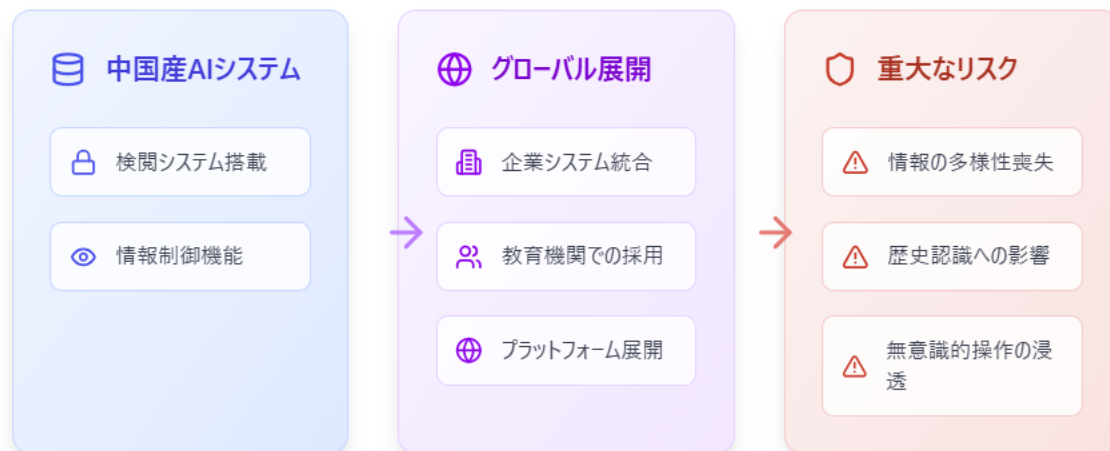 中国産AIシステム
検閲システム搭載
情報制御機能
グローバル展開
企業システム統合
教育機関での採用
プラットフォーム展開
重大なリスク
情報の多様性喪失
歴史認識への影響
無意識的操作の浸
透